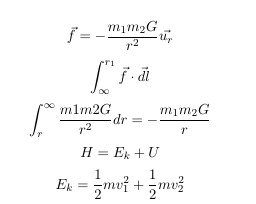 $\vec{f} = -\frac{m_1 m_2 G}{r^2} \vec{u_r}$
$\int_{\infty}^{r_1} \vec{f} \cdot \vec{dl}$
$\int_{r}^{\infty} \frac{m1m2G}{r^2} dr = -\frac{m_1 m_2 G}{r}$
$H = E_k + U$
$E_k = \frac{1}{2} m v_1^2 + \frac{1}{2} m v_2^2$